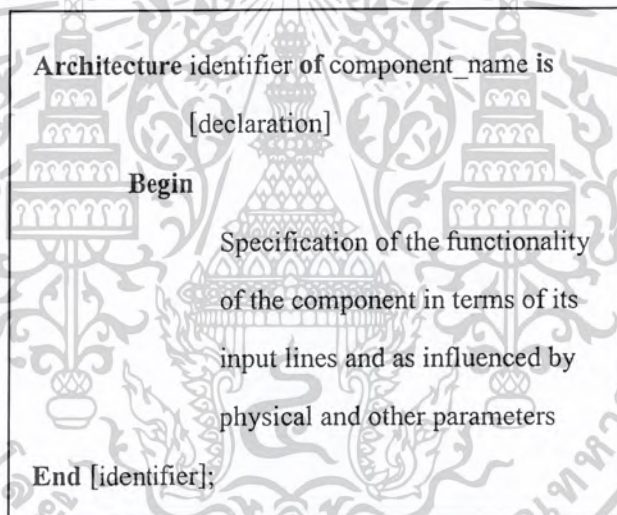 Architecture identifier of component_name is
[declaration]
Begin
Specification of the functionality
of the component in terms of its
input lines and as influenced by
physical and other parameters
End [identifier];